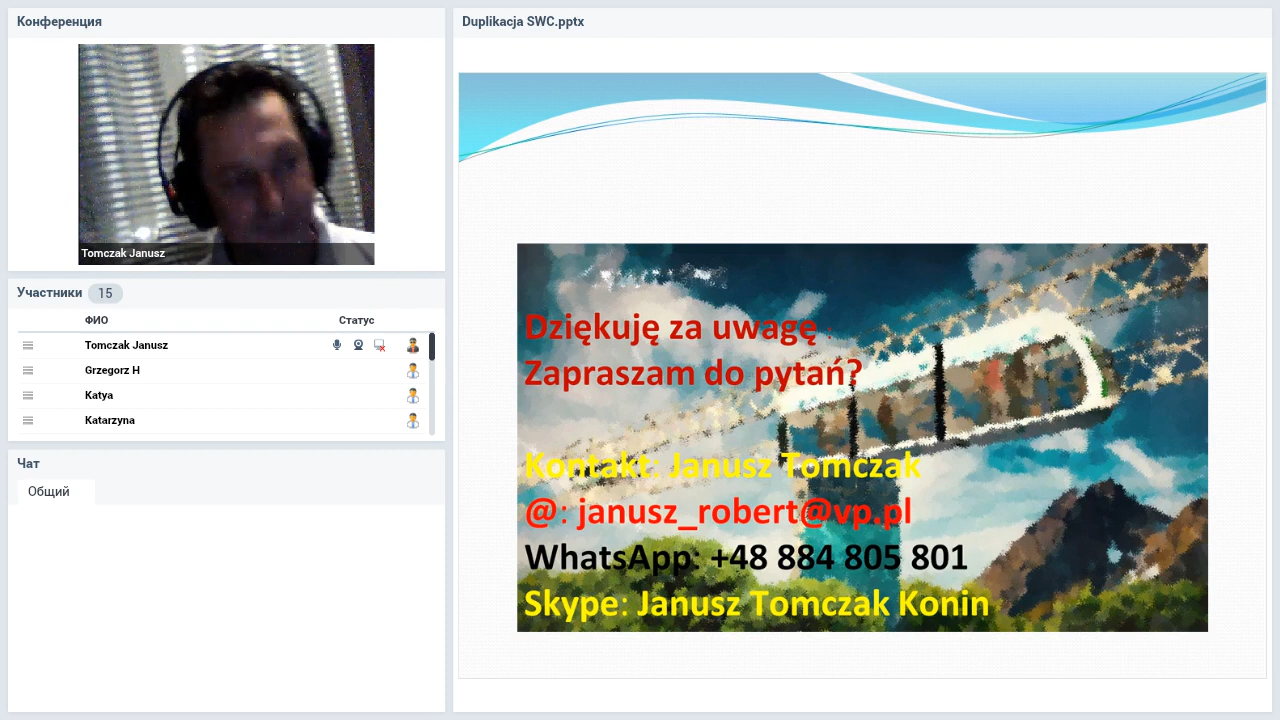 Конференция
Tomczak Janusz
Участники 15
ФИО Статус
Tomczak Janusz
Grzegorz H
Katya
Katarzyna
Чат
Общий
Duplikacja SWC.pptx
Dziękuję za uwagę :
Zapraszam do pytań?
Kontakt: Janusz Tomczak
@: janusz_robert@vp.pl
WhatsApp: +48 884 805 801
Skype: Janusz Tomczak Konin